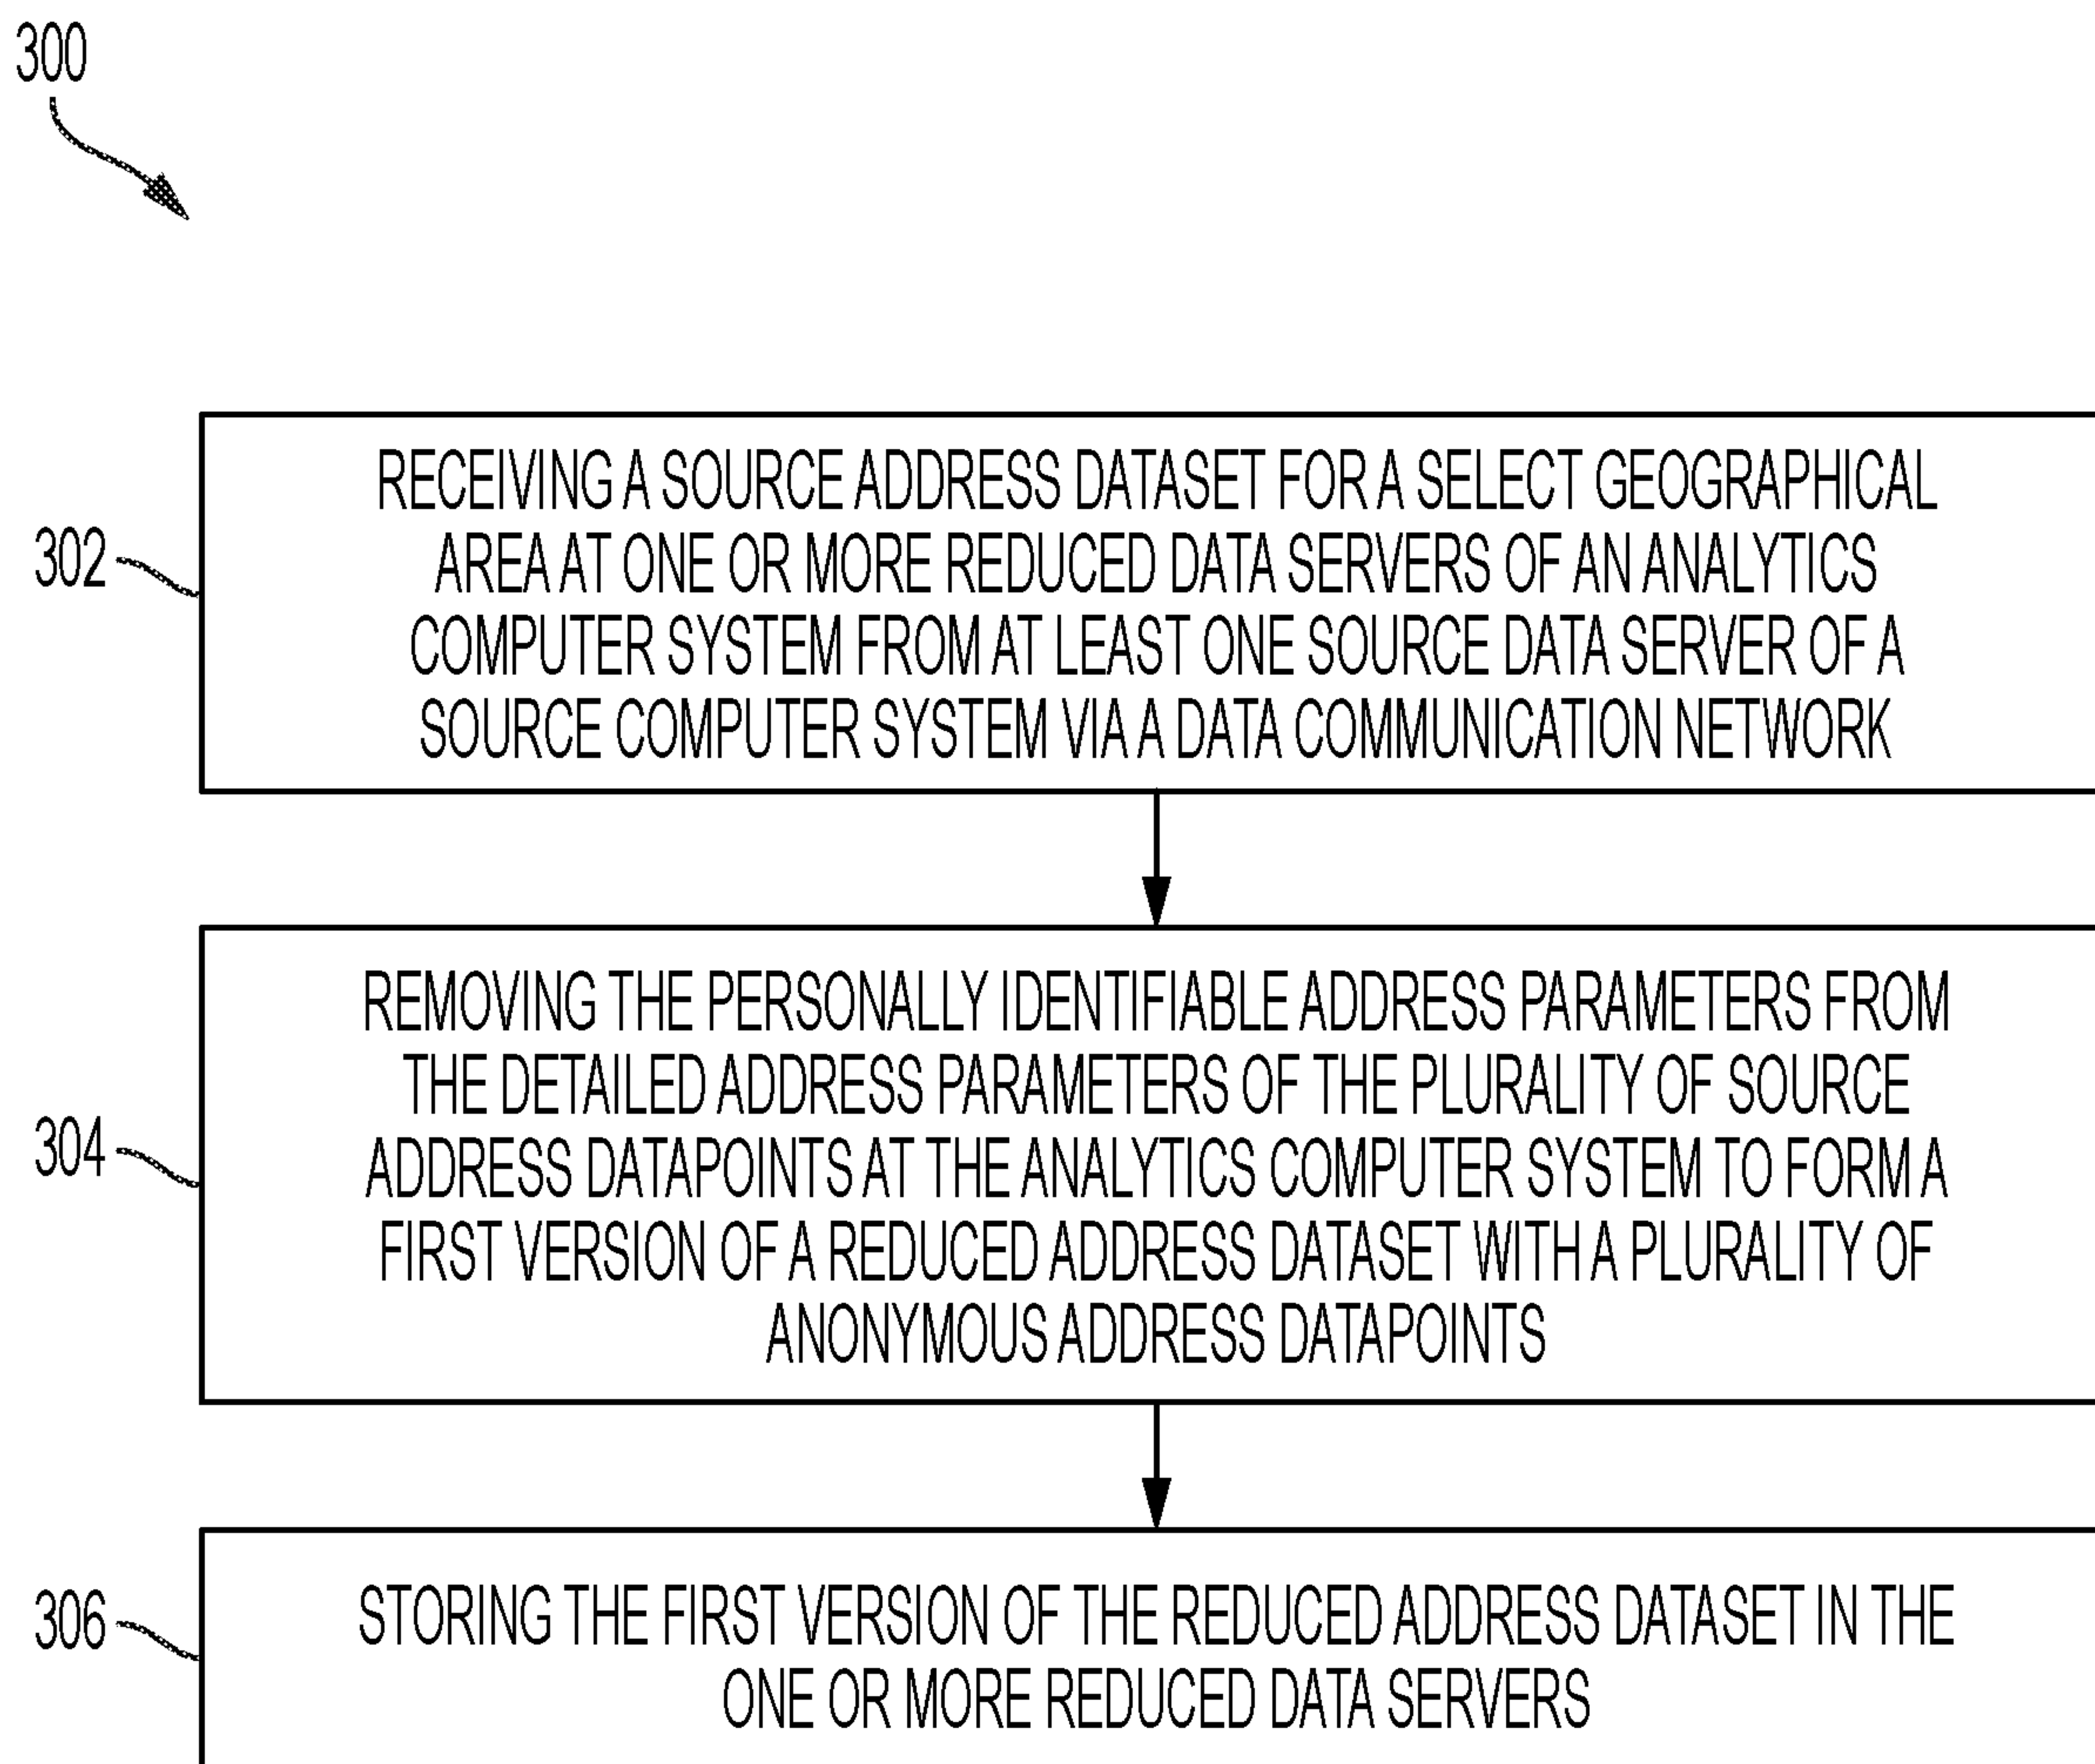 300
302
RECEIVING A SOURCE ADDRESS DATASET FOR A SELECT GEOGRAPHICAL
AREA AT ONE OR MORE REDUCED DATA SERVERS OF AN ANALYTICS
COMPUTER SYSTEM FROM AT LEAST ONE SOURCE DATA SERVER OF A
SOURCE COMPUTER SYSTEM VIA A DATA COMMUNICATION NETWORK
304
REMOVING THE PERSONALLY IDENTIFIABLE ADDRESS PARAMETERS FROM
THE DETAILED ADDRESS PARAMETERS OF THE PLURALITY OF SOURCE
ADDRESS DATAPOINTS AT THE ANALYTICS COMPUTER SYSTEM TO FORM A
FIRST VERSION OF A REDUCED ADDRESS DATASET WITH A PLURALITY OF
ANONYMOUS ADDRESS DATAPOINTS
306
STORING THE FIRST VERSION OF THE REDUCED ADDRESS DATASET IN THE
ONE OR MORE REDUCED DATA SERVERS